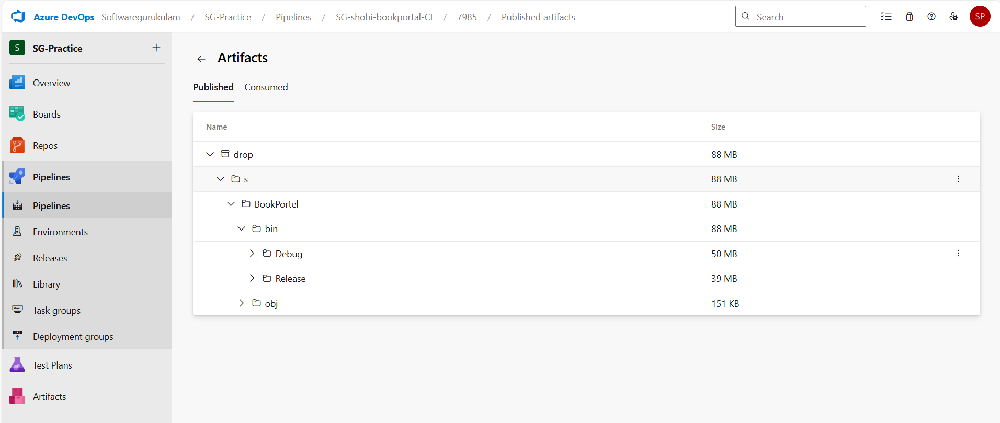 Azure DevOps Softwaregurukulam / SG-Practice / Pipelines / SG-shobi-bookportal-CI / 7985 / Published artifacts
Search
SP
S SG-Practice
Overview
Boards
Repos
Pipelines
Pipelines
Environments
Releases
Library
Task groups
Deployment groups
Test Plans
Artifacts
Artifacts
Published Consumed
Name Size
drop 88 MB
s 88 MB
BookPortel 88 MB
bin 88 MB
Debug 50 MB
Release 39 MB
obj 151 KB